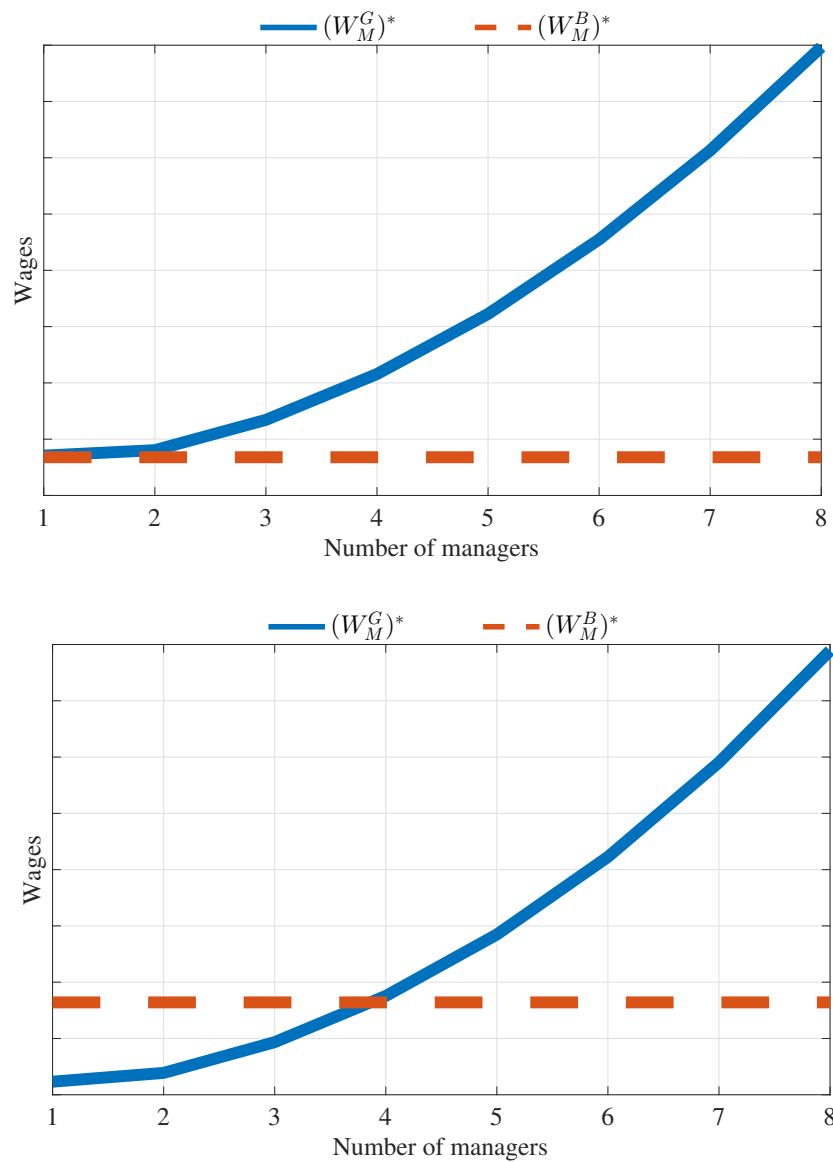 (W_M^G)* (W_M^B)*
Wages
1 2 3 4 5 6 7 8
Number of managers
(W_M^G)* (W_M^B)*
Wages
1 2 3 4 5 6 7 8
Number of managers